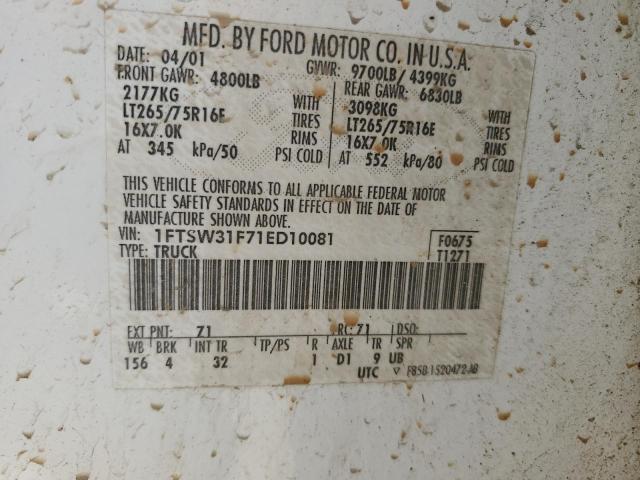 MFD. BY FORD MOTOR CO. IN U.S.A.
DATE: 04/01 GVWR: 9700LB/ 4399KG
FRONT GAWR: 4800LB REAR GAWR: 6830LB
2177KG WITH 3098KG WITH
LT265/75R16E TIRES LT265/75R16E TIRES
16X7.0K RIMS 16X7.0K RIMS
AT 345 kPa/50 PSI COLD AT 552 kPa/80 PSI COLD
THIS VEHICLE CONFORMS TO ALL APPLICABLE FEDERAL MOTOR
VEHICLE SAFETY STANDARDS IN EFFECT ON THE DATE OF
MANUFACTURE SHOWN ABOVE.
VIN: 1FTSW31F71ED10081 F0675
TYPE: TRUCK T1271
EXT PNT: Z1 RC: 71 DSO:
WB BRK INT TR TP/PS R AXLE TR SPR
156 4 32 1 D1 9 UB
UTC ▽ F85B-1520472-AB